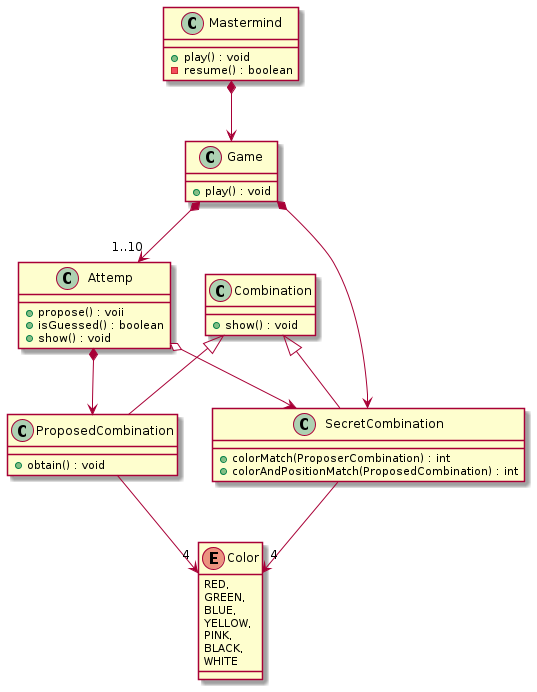 C Mastermind
play() : void
resume() : boolean
C Game
play() : void
1..10
C Attemp
propose() : voii
isGuessed() : boolean
show() : void
C Combination
show() : void
C ProposedCombination
obtain() : void
C SecretCombination
colorMatch(ProposerCombination) : int
colorAndPositionMatch(ProposedCombination) : int
4
4
E Color
RED,
GREEN,
BLUE,
YELLOW,
PINK,
BLACK,
WHITE